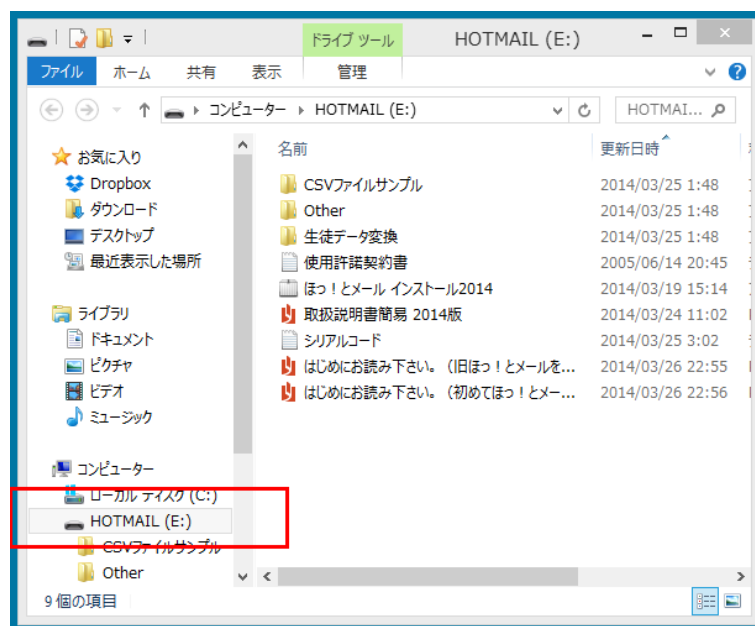 ドライブ ツール
HOTMAIL (E:)
ファイル ホーム 共有 表示 管理
コンピューター HOTMAIL (E:)
HOTMAI...
お気に入り
Dropbox
ダウンロード
デスクトップ
最近表示した場所
ライブラリ
ドキュメント
ピクチャ
ビデオ
ミュージック
コンピューター
ローカル ディスク (C:)
HOTMAIL (E:)
CSVファイルサンプル
Other
名前 更新日時
CSVファイルサンプル 2014/03/25 1:48
Other 2014/03/25 1:48
生徒データ変換 2014/03/25 1:48
使用許諾契約書 2005/06/14 20:45
ほっ！とメール インストール2014 2014/03/19 15:14
取扱説明書簡易 2014版 2014/03/24 11:02
シリアルコード 2014/03/25 3:02
はじめにお読み下さい。（旧ほっ！とメールを... 2014/03/26 22:55
はじめにお読み下さい。（初めてほっ！とメー... 2014/03/26 22:56
9 個の項目